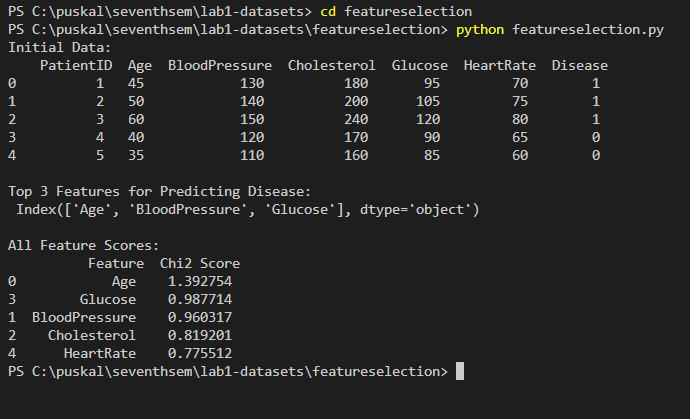 PS C:\puskal\seventhsem\lab1-datasets> cd featureselection
PS C:\puskal\seventhsem\lab1-datasets\featureselection> python featureselection.py
Initial Data:
   PatientID  Age  BloodPressure  Cholesterol  Glucose  HeartRate  Disease
0          1   45            130          180       95         70        1
1          2   50            140          200      105         75        1
2          3   60            150          240      120         80        1
3          4   40            120          170       90         65        0
4          5   35            110          160       85         60        0

Top 3 Features for Predicting Disease:
 Index(['Age', 'BloodPressure', 'Glucose'], dtype='object')

All Feature Scores:
         Feature  Chi2 Score
0            Age    1.392754
3        Glucose    0.987714
1  BloodPressure    0.960317
2    Cholesterol    0.819201
4      HeartRate    0.775512
PS C:\puskal\seventhsem\lab1-datasets\featureselection>